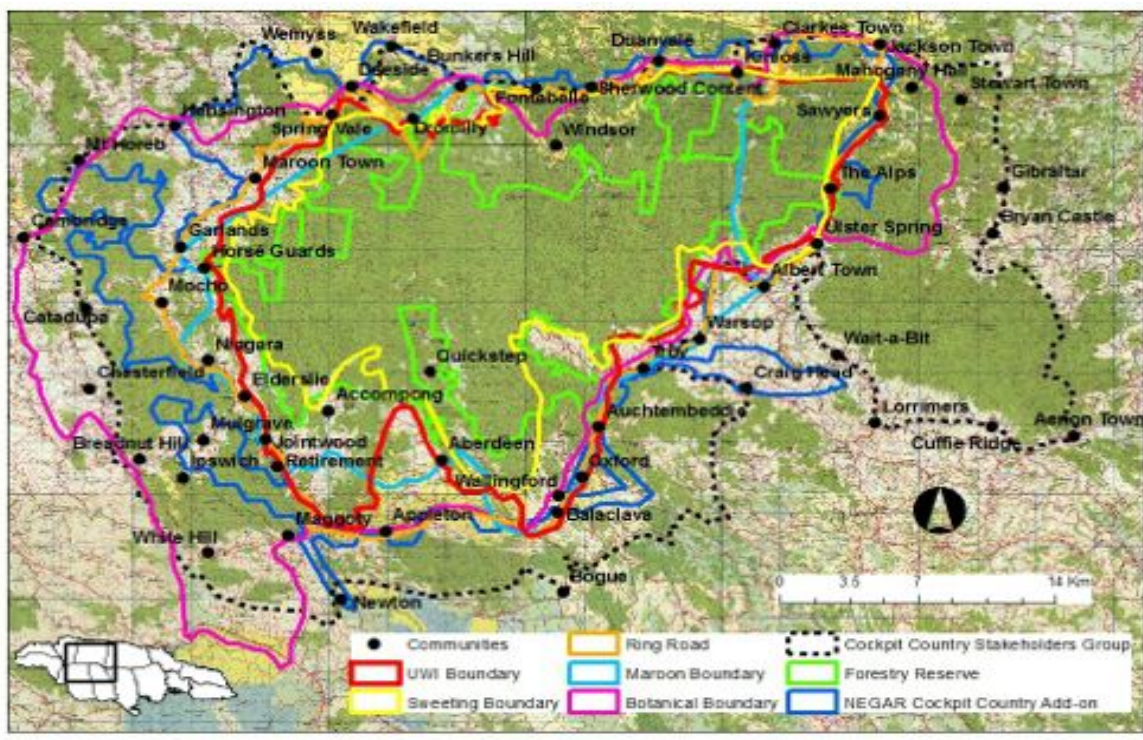 Clarkes Town
Wakefield
Wemyss
Duanvale
Jackson Town
Bunkers Hill
Deeside
Kinloss
Mahogany Hall
Stewart Town
Fontabelle
Sherwood Content
Kensington
Sawyers
Spring Vale
Dromilly
Windsor
Mt Horeb
Maroon Town
The Alps
Gibraltar
Cambridge
Bryan Castle
Garlands
Ulster Spring
Horse Guards
Albert Town
Mocho
Catadupa
Warsop
Wait-a-Bit
Niagara
Quickstep
Troy
Chesterfield
Elderslie
Craig Head
Accompong
Auchtembeddie
Lorrimers
Mulgrave
Aenon Town
Breadnut Hill
Jointwood
Aberdeen
Cuffie Ridge
Ipswich
Retirement
Oxford
Wallingford
Maggoty
Appleton
Balaclava
White Hill
Bogue
0 3.5 7 14 Km
Newton
Communities
Ring Road
Cockpit Country Stakeholders Group
UWI Boundary
Maroon Boundary
Forestry Reserve
Sweeting Boundary
Botanical Boundary
NEGAR Cockpit Country Add-on